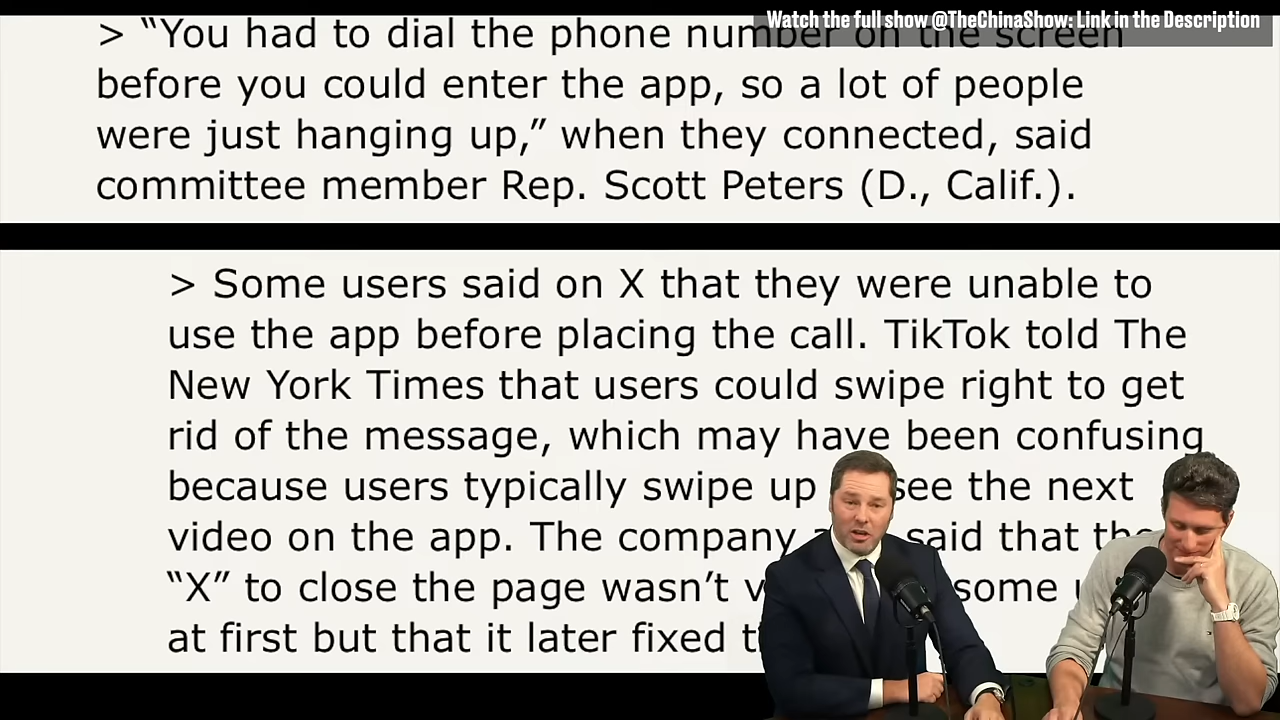 Watch the full show @TheChinaShow: Link in the Description
> “You had to dial the phone number on the screen
before you could enter the app, so a lot of people
were just hanging up,” when they connected, said
committee member Rep. Scott Peters (D., Calif.).
> Some users said on X that they were unable to
use the app before placing the call. TikTok told The
New York Times that users could swipe right to get
rid of the message, which may have been confusing
because users typically swipe up see the next
video on the app. The company said that the
“X” to close the page wasn’t some
at first but that it later fixed